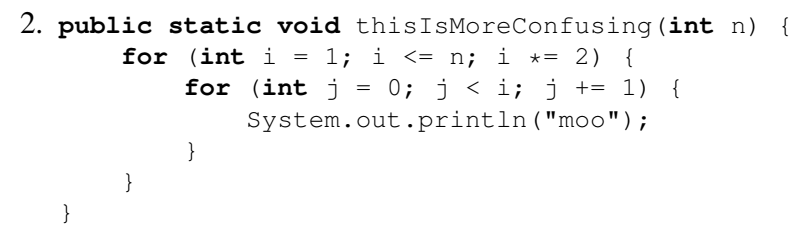 2. public static void thisIsMoreConfusing(int n) {
for (int i = 1; i <= n; i *= 2) {
for (int j = 0; j < i; j += 1) {
System.out.println("moo");
}
}
}